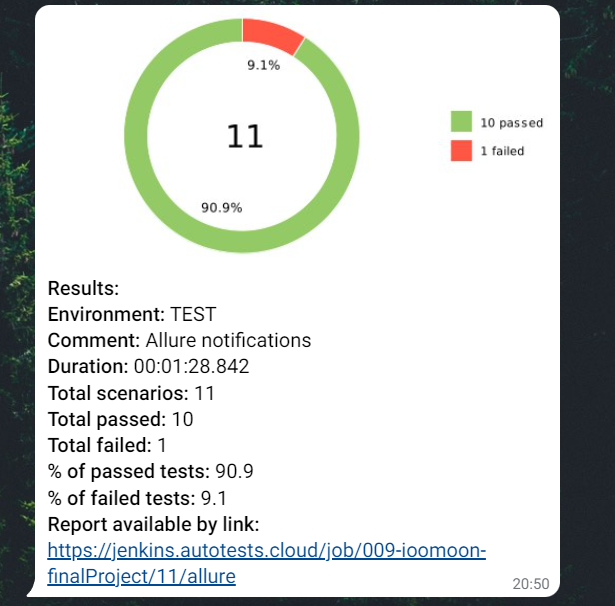 9.1%
10 passed
11
1 failed
90.9%
Results:
Environment: TEST
Comment: Allure notifications
Duration: 00:01:28.842
Total scenarios: 11
Total passed: 10
Total failed: 1
% of passed tests: 90.9
% of failed tests: 9.1
Report available by link:
https://jenkins.autotests.cloud/job/009-ioomoon-
finalProject/11/allure
20:50